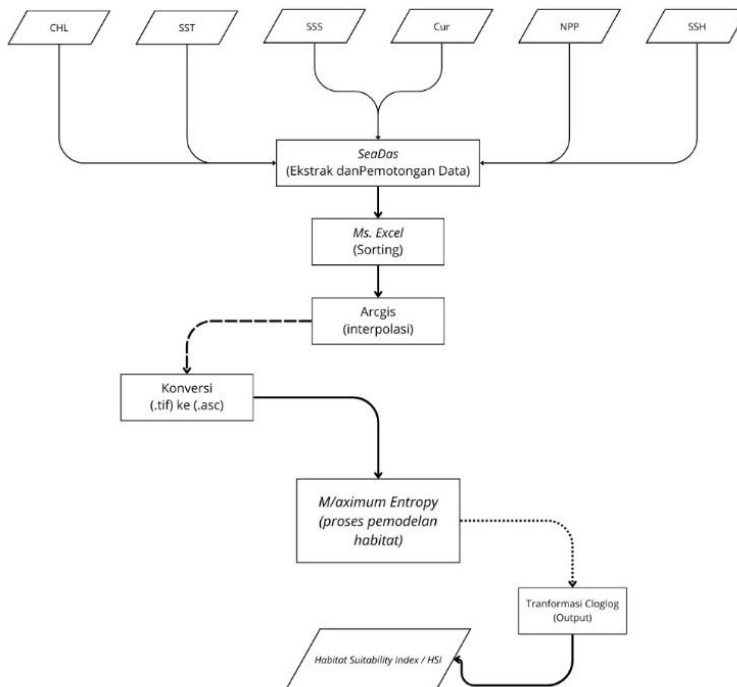 CHL
SST
SSS
Cur
NPP
SSH
SeaDas
(Ekstrak danPemotongan Data)
Ms. Excel
(Sorting)
Arcgis
(interpolasi)
Konversi
(.tif) ke (.asc)
M/aximum Entropy
(proses pemodelan
habitat)
Tranformasi Cloglog
(Output)
Habitat Suitability Index / HSI